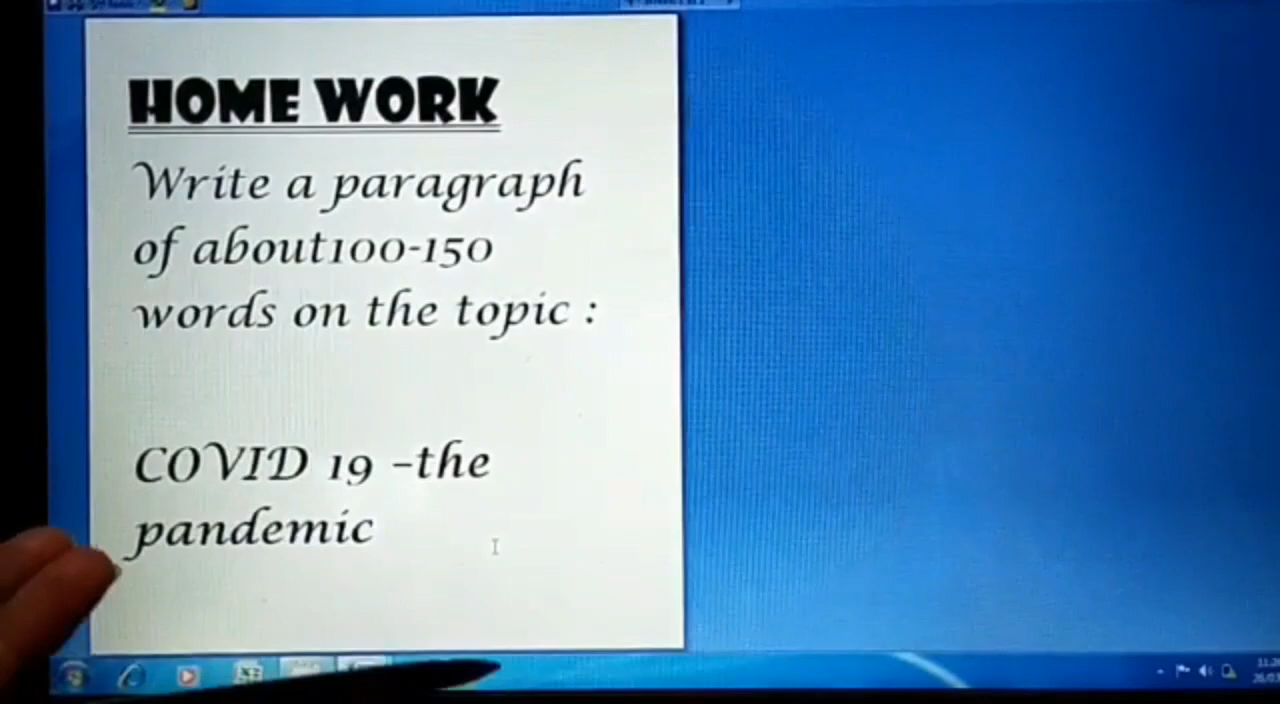 HOME WORK
Write a paragraph
of about100-150
words on the topic :
COVID 19 –the
pandemic